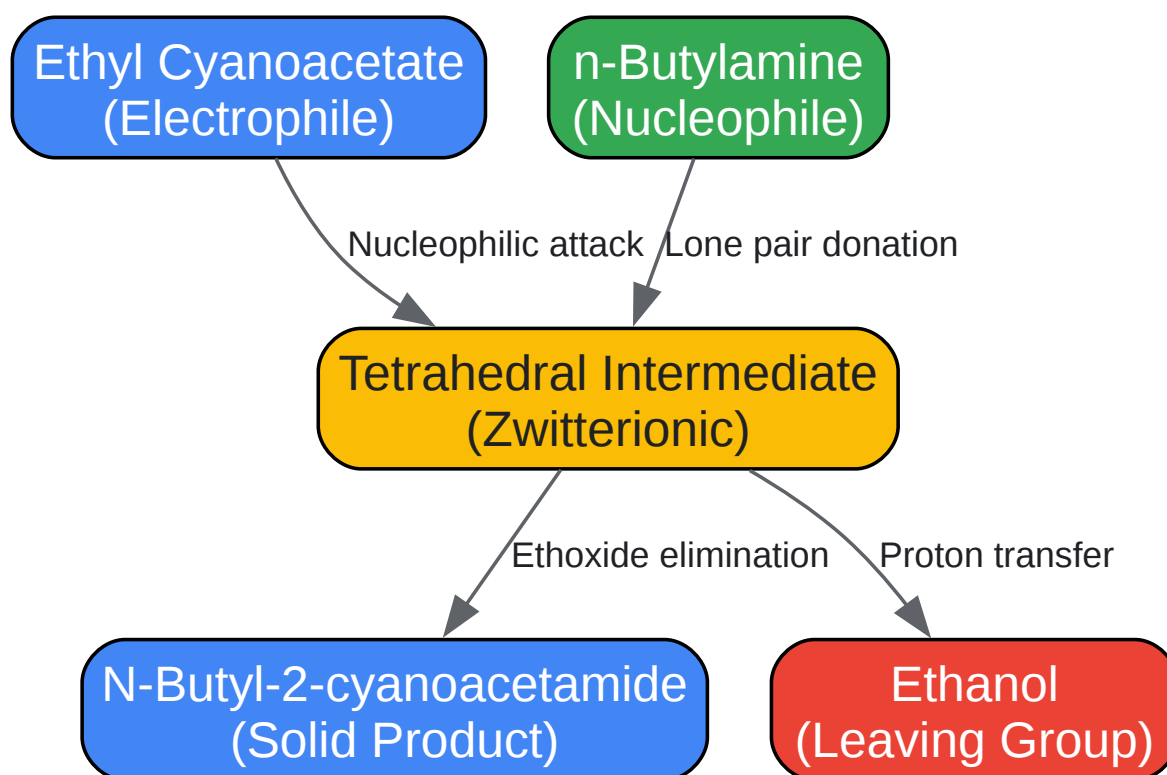 Ethyl Cyanoacetate
(Electrophile)
n-Butylamine
(Nucleophile)
Nucleophilic attack
Lone pair donation
Tetrahedral Intermediate
(Zwitterionic)
Ethoxide elimination
Proton transfer
N-Butyl-2-cyanoacetamide
(Solid Product)
Ethanol
(Leaving Group)